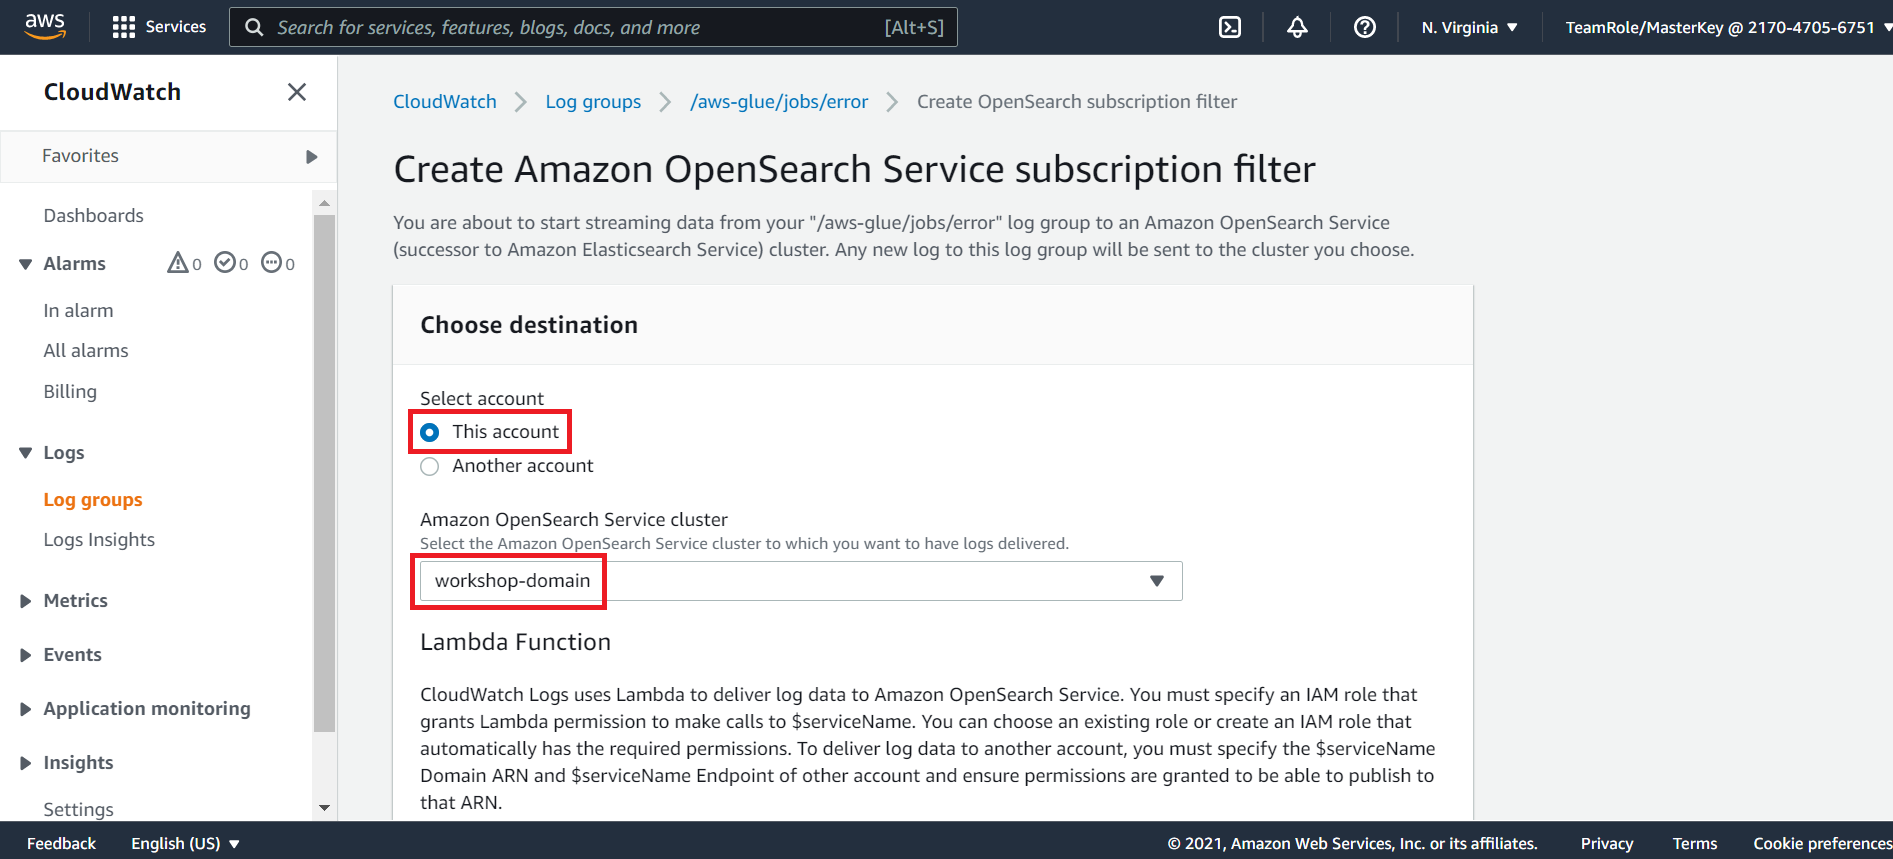 aws
Services
Search for services, features, blogs, docs, and more [Alt+S]
N. Virginia
TeamRole/MasterKey @ 2170-4705-6751
CloudWatch
Favorites
Dashboards
Alarms 0 0 0
In alarm
All alarms
Billing
Logs
Log groups
Logs Insights
Metrics
Events
Application monitoring
Insights
Settings
CloudWatch > Log groups > /aws-glue/jobs/error > Create OpenSearch subscription filter
Create Amazon OpenSearch Service subscription filter
You are about to start streaming data from your "/aws-glue/jobs/error" log group to an Amazon OpenSearch Service
(successor to Amazon Elasticsearch Service) cluster. Any new log to this log group will be sent to the cluster you choose.
Choose destination
Select account
This account
Another account
Amazon OpenSearch Service cluster
Select the Amazon OpenSearch Service cluster to which you want to have logs delivered.
workshop-domain
Lambda Function
CloudWatch Logs uses Lambda to deliver log data to Amazon OpenSearch Service. You must specify an IAM role that
grants Lambda permission to make calls to $serviceName. You can choose an existing role or create an IAM role that
automatically has the required permissions. To deliver log data to another account, you must specify the $serviceName
Domain ARN and $serviceName Endpoint of other account and ensure permissions are granted to be able to publish to
that ARN.
Feedback
English (US)
© 2021, Amazon Web Services, Inc. or its affiliates.
Privacy
Terms
Cookie preferences